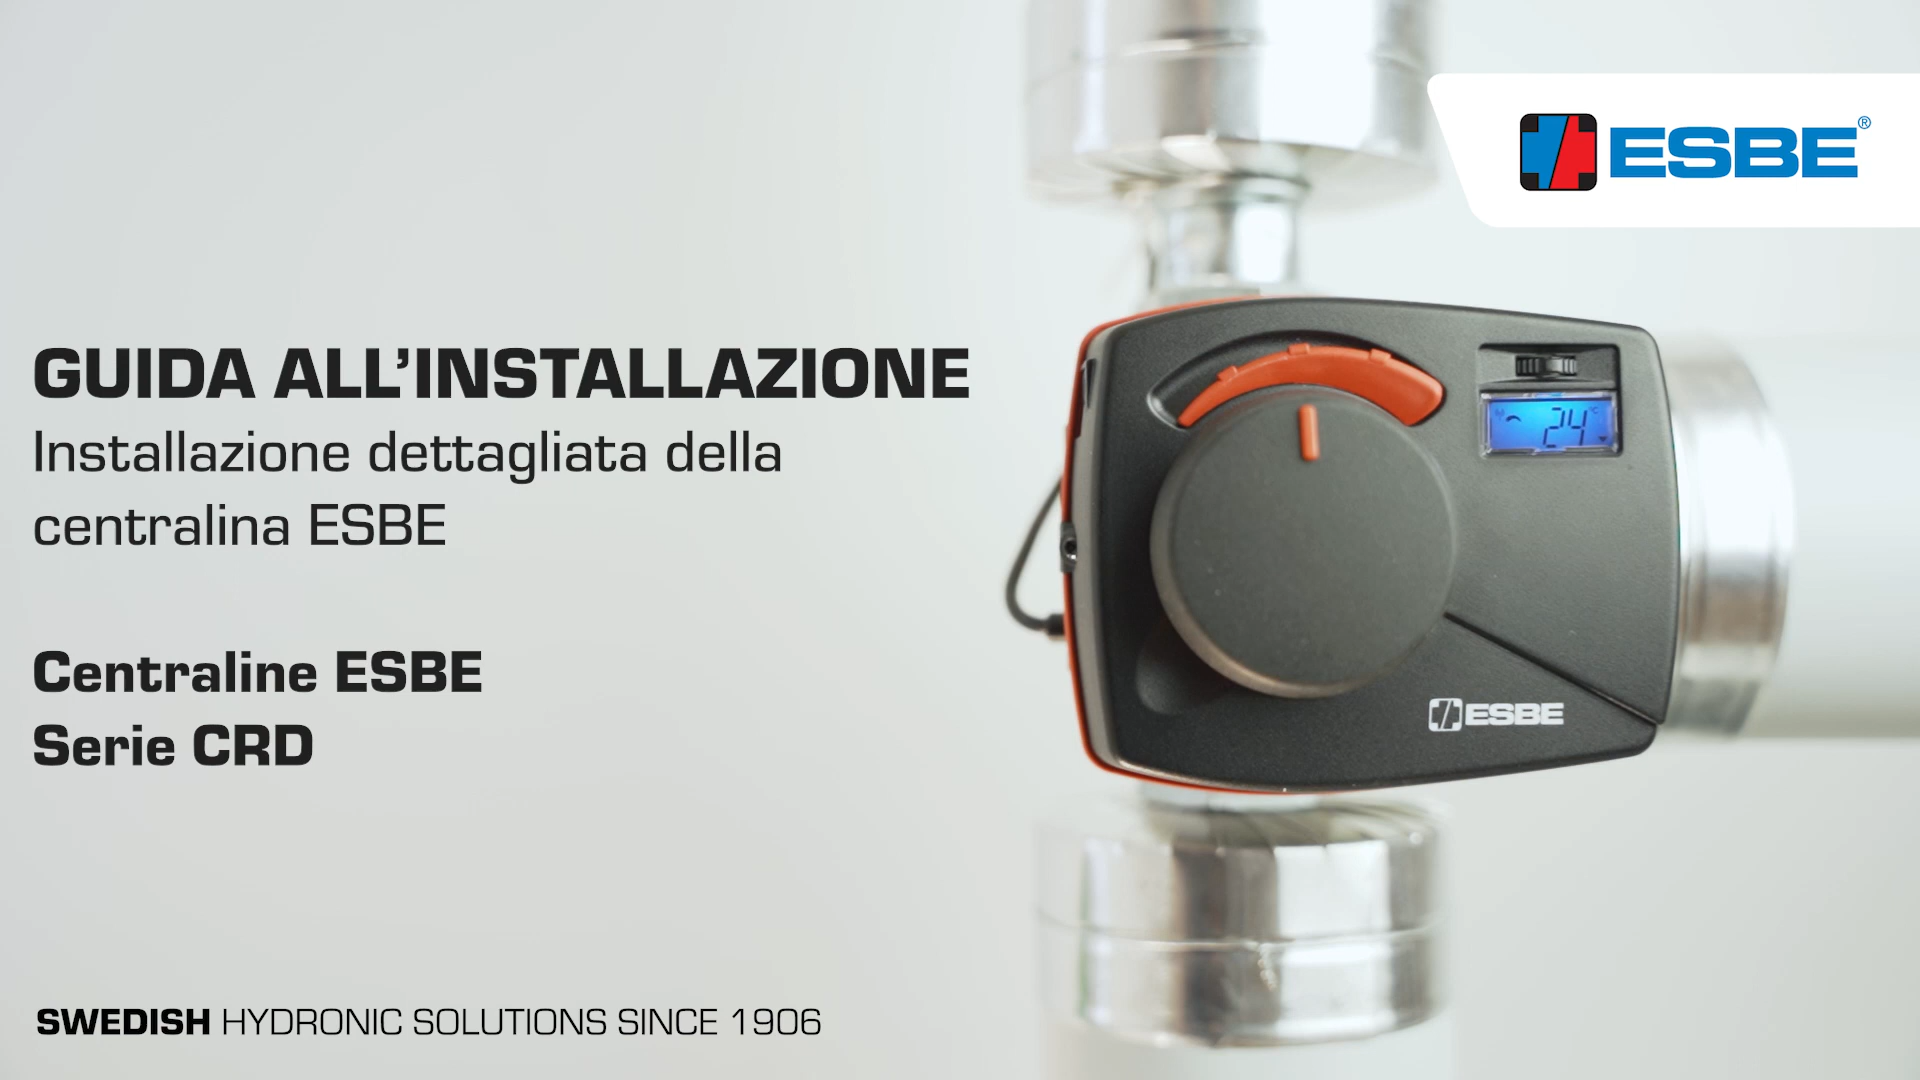 ESBE®
GUIDA ALL’INSTALLAZIONE
Installazione dettagliata della
centralina ESBE
24 °C
Centraline ESBE
Serie CRD
ESBE
SWEDISH HYDRONIC SOLUTIONS SINCE 1906